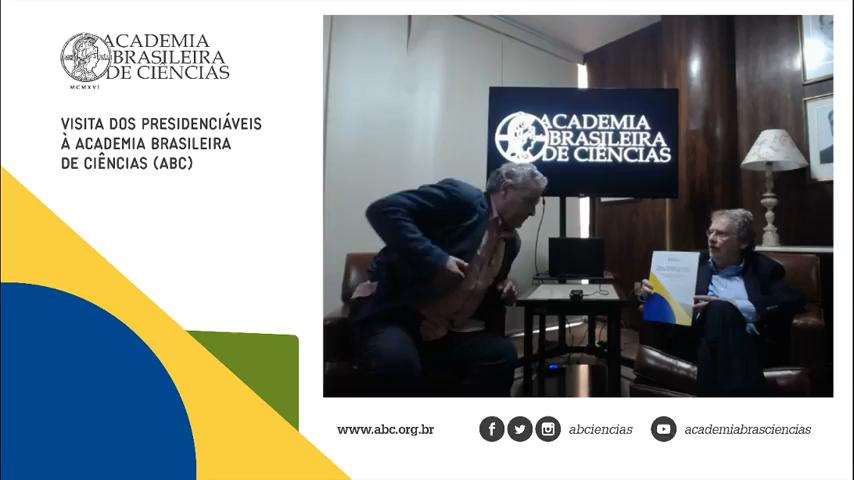 ACADEMIA
BRASILEIRA
DE CIÊNCIAS
MCMXVI
VISITA DOS PRESIDENCIÁVEIS
À ACADEMIA BRASILEIRA
DE CIÊNCIAS (ABC)
ACADEMIA
BRASILEIRA
DE CIÊNCIAS
www.abc.org.br
abciencias
academiabrasciencias